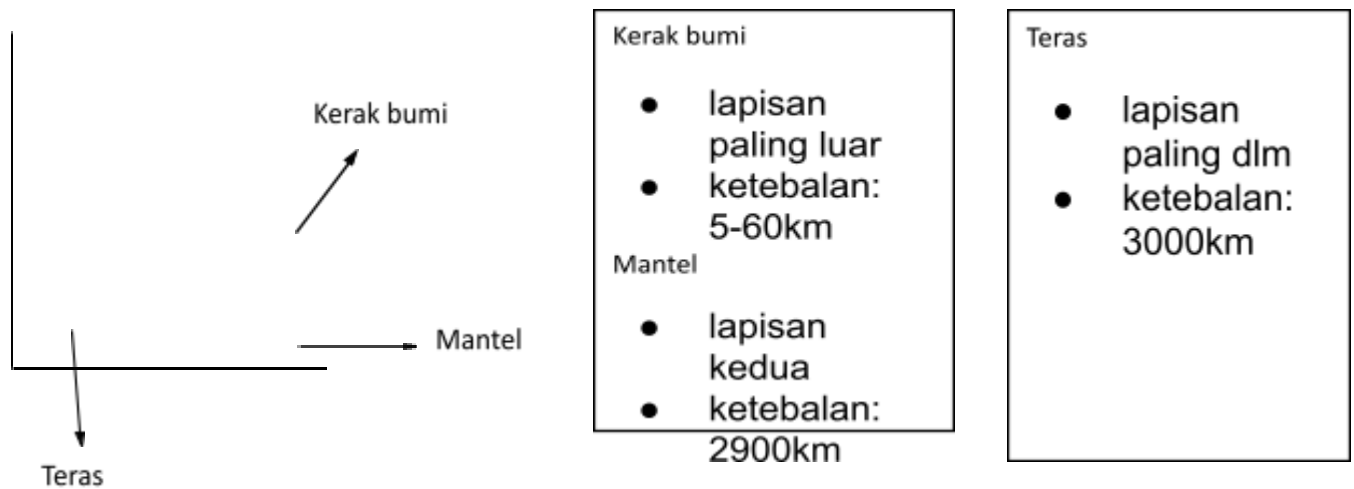 Kerak bumi
Mantel
Teras
Kerak bumi
● lapisan
paling luar
● ketebalan:
5-60km
Mantel
● lapisan
kedua
● ketebalan:
2900km
Teras
● lapisan
paling dlm
● ketebalan:
3000km